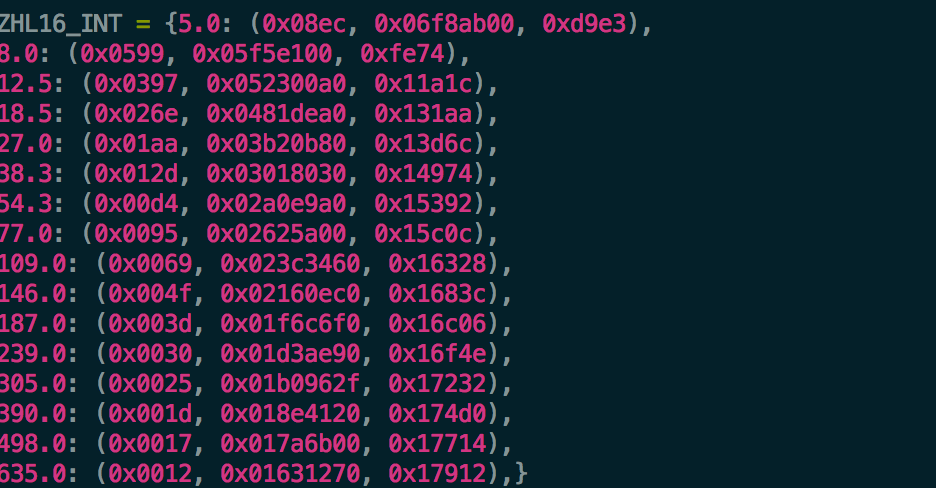 ZHL16_INT = {5.0: (0x08ec, 0x06f8ab00, 0xd9e3),
8.0: (0x0599, 0x05f5e100, 0xfe74),
12.5: (0x0397, 0x052300a0, 0x11a1c),
18.5: (0x026e, 0x0481dea0, 0x131aa),
27.0: (0x01aa, 0x03b20b80, 0x13d6c),
38.3: (0x012d, 0x03018030, 0x14974),
54.3: (0x00d4, 0x02a0e9a0, 0x15392),
77.0: (0x0095, 0x02625a00, 0x15c0c),
109.0: (0x0069, 0x023c3460, 0x16328),
146.0: (0x004f, 0x02160ec0, 0x1683c),
187.0: (0x003d, 0x01f6c6f0, 0x16c06),
239.0: (0x0030, 0x01d3ae90, 0x16f4e),
305.0: (0x0025, 0x01b0962f, 0x17232),
390.0: (0x001d, 0x018e4120, 0x174d0),
498.0: (0x0017, 0x017a6b00, 0x17714),
635.0: (0x0012, 0x01631270, 0x17912),}